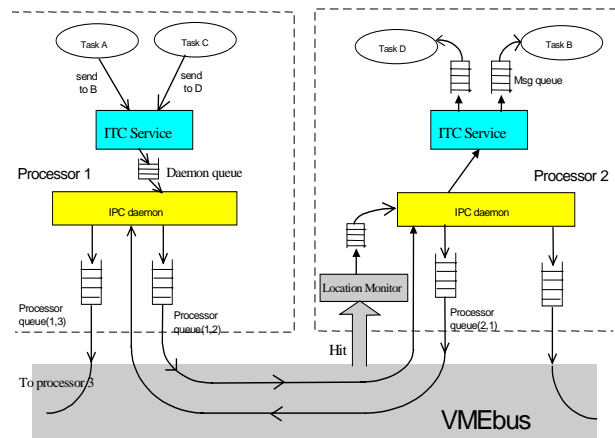 Task A
Task C
send
to B
send
to D
ITC Service
Daemon queue
Processor 1
IPC daemon
Processor
queue(1,3)
Processor
queue(1,2)
To processor 3
Task D
Task B
Msg queue
ITC Service
Processor 2
IPC daemon
Location Monitor
Processor
queue(2,1)
Hit
VMEbus